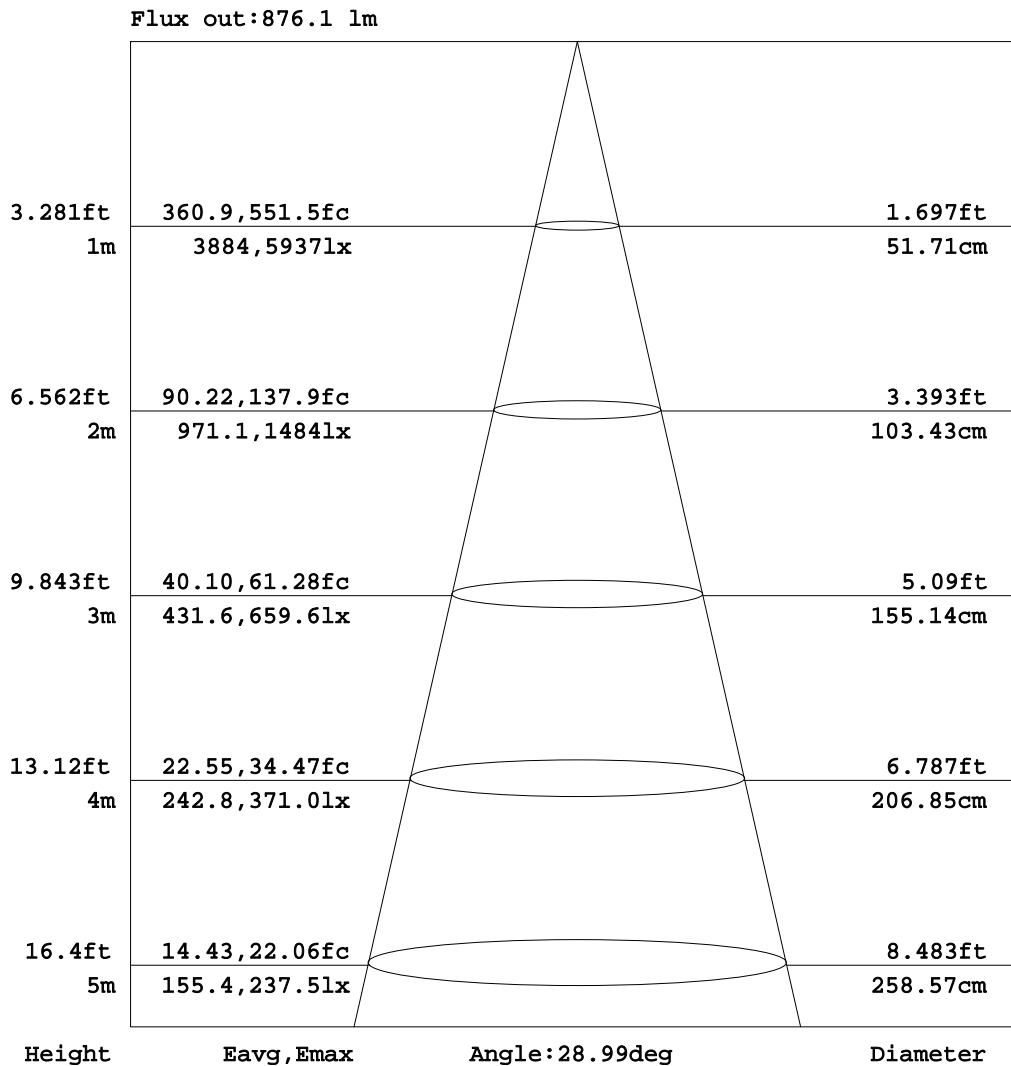 Flux out:876.1 lm
3.281ft 360.9,551.5fc 1.697ft
1m 3884,5937lx 51.71cm
6.562ft 90.22,137.9fc 3.393ft
2m 971.1,1484lx 103.43cm
9.843ft 40.10,61.28fc 5.09ft
3m 431.6,659.6lx 155.14cm
13.12ft 22.55,34.47fc 6.787ft
4m 242.8,371.0lx 206.85cm
16.4ft 14.43,22.06fc 8.483ft
5m 155.4,237.5lx 258.57cm
Height Eavg,Emax Angle:28.99deg Diameter